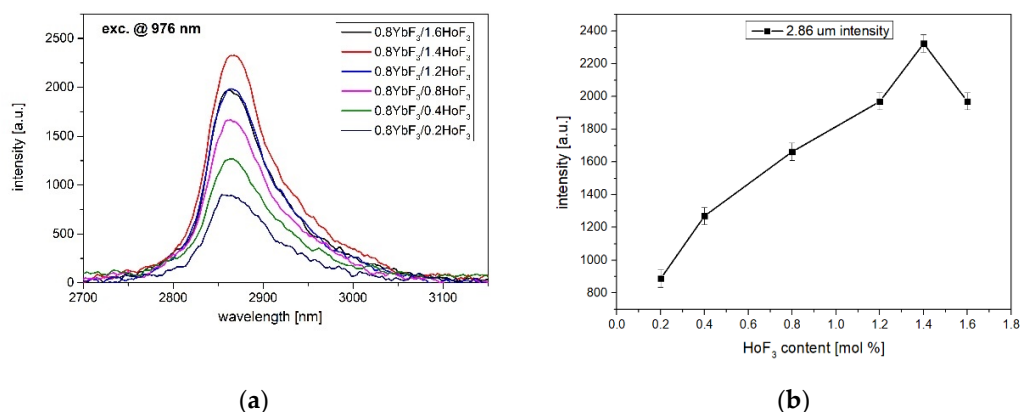 exc. @ 976 nm
0.8YbF₃/1.6HoF₃
0.8YbF₃/1.4HoF₃
0.8YbF₃/1.2HoF₃
0.8YbF₃/0.8HoF₃
0.8YbF₃/0.4HoF₃
0.8YbF₃/0.2HoF₃
2500
2000
1500
1000
500
0
intensity [a.u.]
2700 2800 2900 3000 3100
wavelength [nm]
(a)
2.86 um intensity
2400
2200
2000
1800
1600
1400
1200
1000
800
intensity [a.u.]
0.0 0.2 0.4 0.6 0.8 1.0 1.2 1.4 1.6 1.8
HoF₃ content [mol %]
(b)